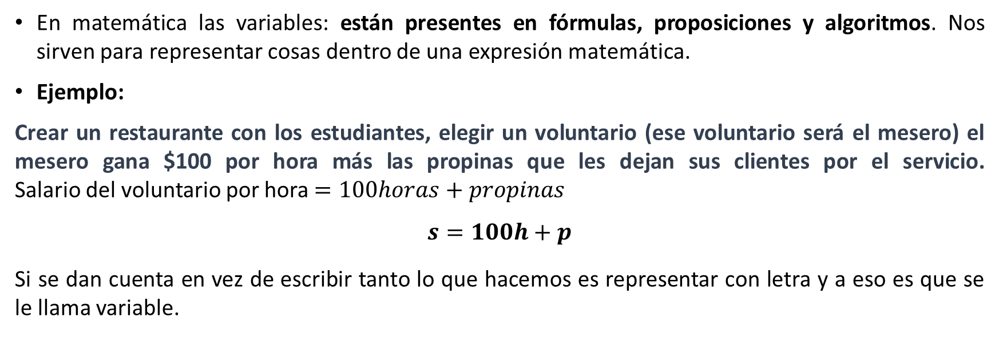 • En matemática las variables: están presentes en fórmulas, proposiciones y algoritmos. Nos
sirven para representar cosas dentro de una expresión matemática.
• Ejemplo:
Crear un restaurante con los estudiantes, elegir un voluntario (ese voluntario será el mesero) el
mesero gana $100 por hora más las propinas que les dejan sus clientes por el servicio.
Salario del voluntario por hora = 100horas + propinas
s = 100h + p
Si se dan cuenta en vez de escribir tanto lo que hacemos es representar con letra y a eso es que se
le llama variable.